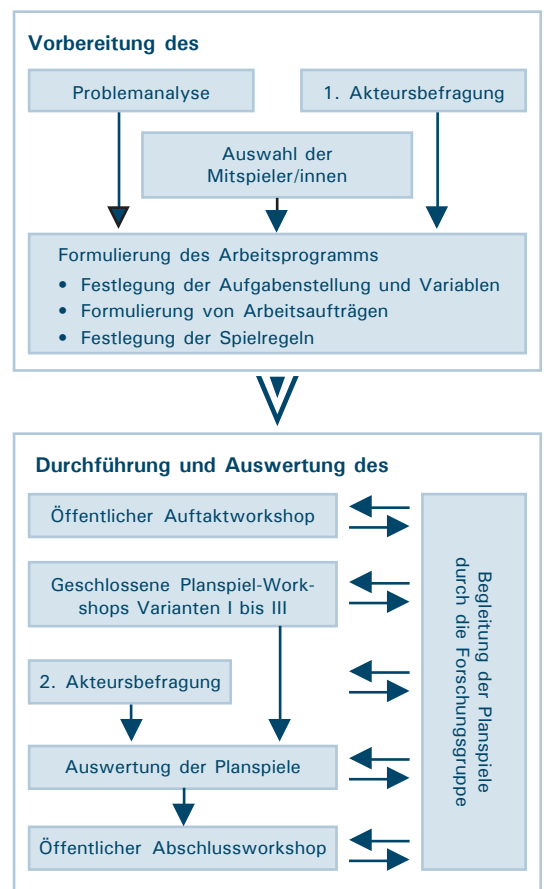 Vorbereitung des
Problemanalyse
1. Akteursbefragung
Auswahl der
Mitspieler/innen
Formulierung des Arbeitsprogramms
• Festlegung der Aufgabenstellung und Variablen
• Formulierung von Arbeitsaufträgen
• Festlegung der Spielregeln
Durchführung und Auswertung des
Öffentlicher Auftaktworkshop
Geschlossene Planspiel-Work-
shops Varianten I bis III
2. Akteursbefragung
Auswertung der Planspiele
Öffentlicher Abschlussworkshop
Begleitung der Planspiele
durch die Forschungsgruppe